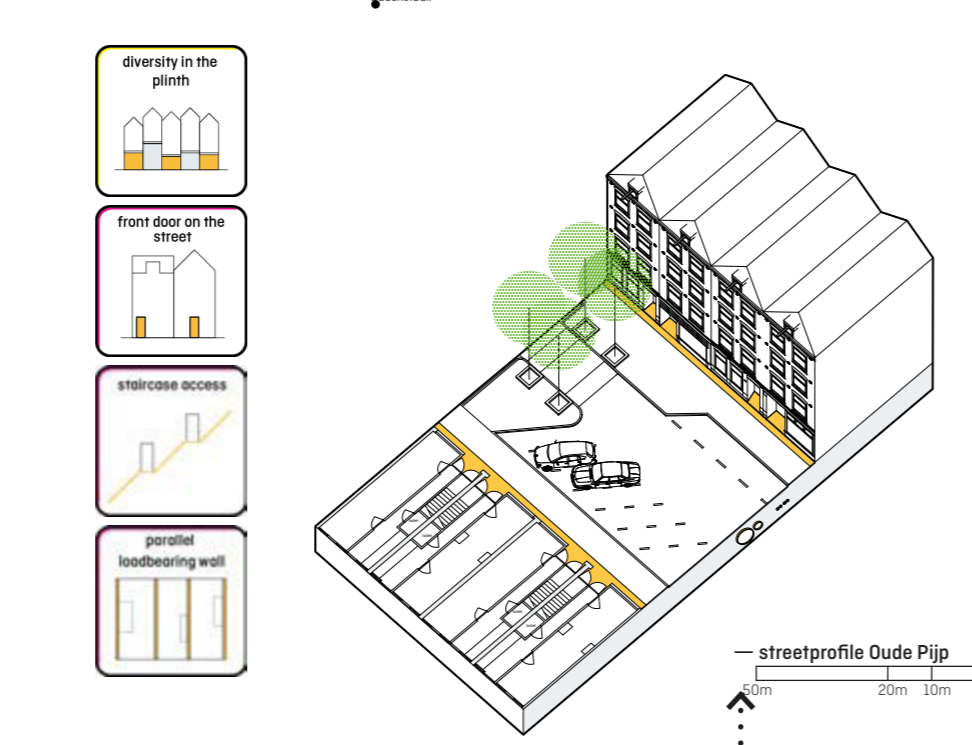 diversity in the
plinth
front door on the
street
staircase access
parallel
loadbearing wall
— streetprofile Oude Pijp
50m
20m
10m